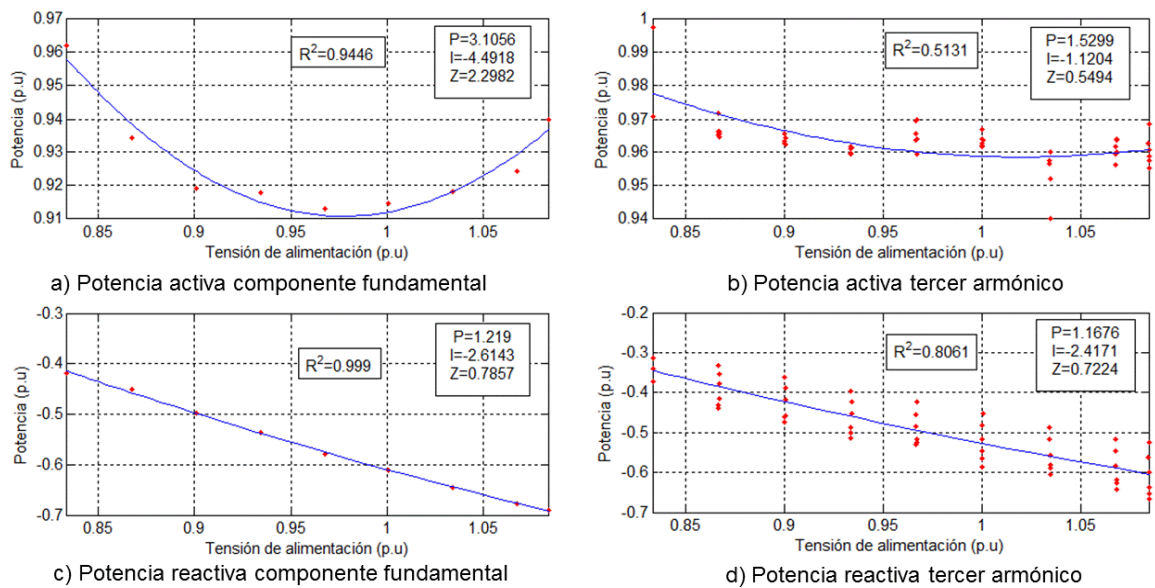 0.97
0.96
0.95
0.94
0.93
0.92
0.91
Potencia (p.u)
R²=0.9446
P=3.1056
I=-4.4918
Z=2.2982
0.85 0.9 0.95 1 1.05
Tensión de alimentación (p.u)
a) Potencia activa componente fundamental
1
0.99
0.98
0.97
0.96
0.95
0.94
Potencia (p.u)
R²=0.5131
P=1.5299
I=-1.1204
Z=0.5494
0.85 0.9 0.95 1 1.05
Tensión de alimentación (p.u)
b) Potencia activa tercer armónico
-0.3
-0.4
-0.5
-0.6
-0.7
Potencia (p.u)
R²=0.999
P=1.219
I=-2.6143
Z=0.7857
0.85 0.9 0.95 1 1.05
Tensión de alimentación (p.u)
c) Potencia reactiva componente fundamental
-0.2
-0.3
-0.4
-0.5
-0.6
-0.7
Potencia (p.u)
R²=0.8061
P=1.1676
I=-2.4171
Z=0.7224
0.85 0.9 0.95 1 1.05
Tensión de alimentación (p.u)
d) Potencia reactiva tercer armónico